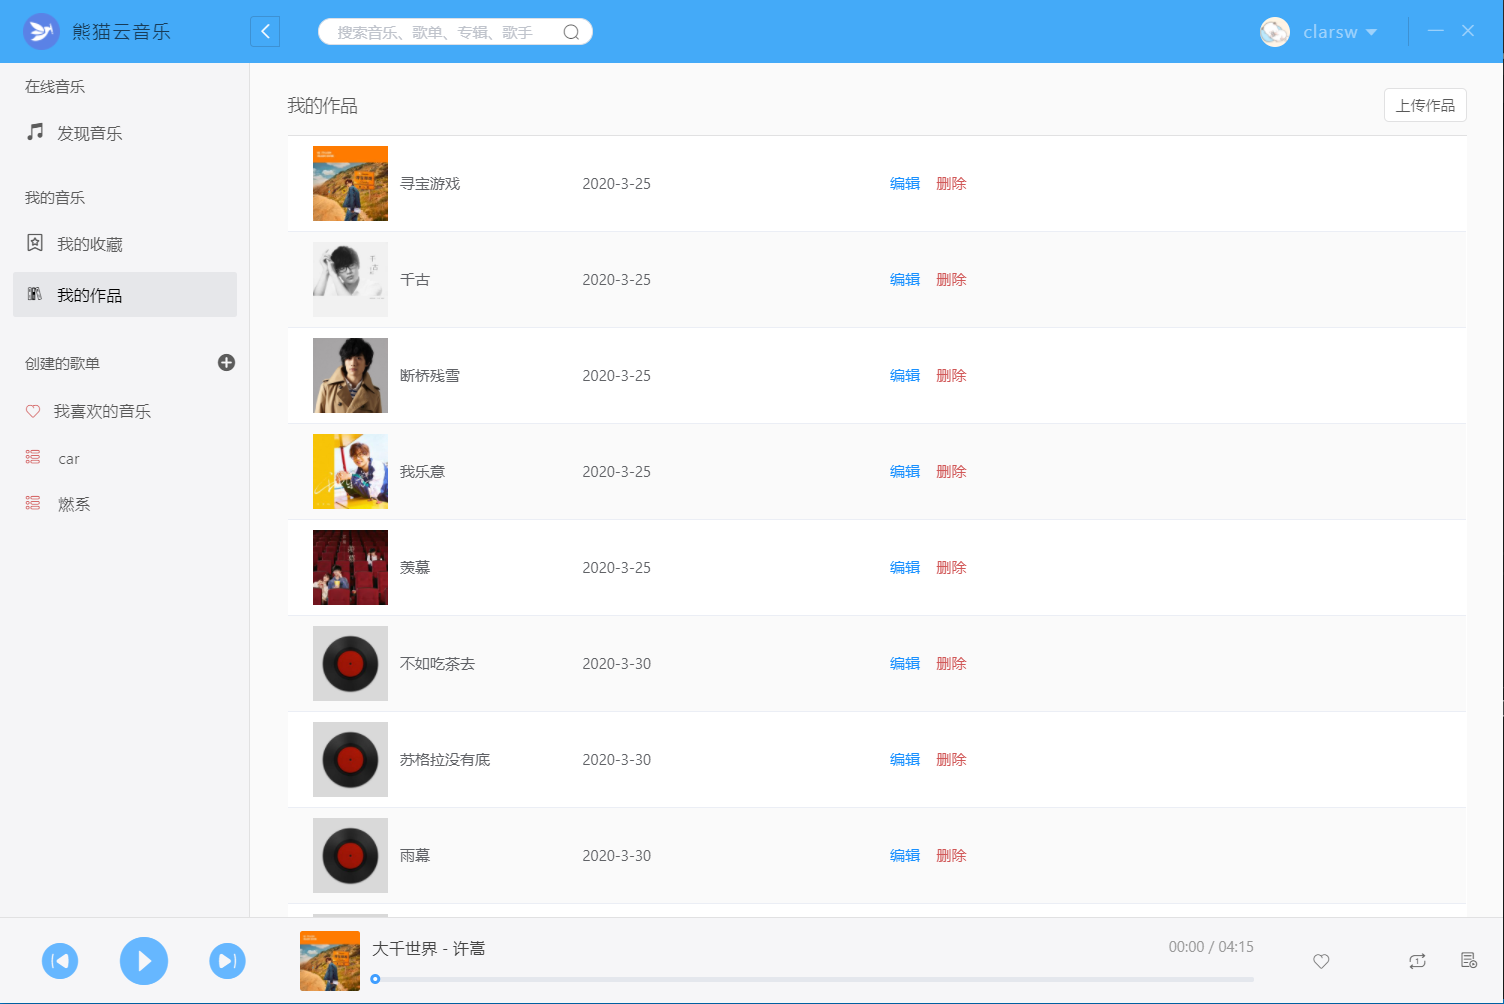 熊猫云音乐
搜索音乐、歌单、专辑、歌手
clarsw
在线音乐
发现音乐
我的音乐
我的收藏
我的作品
创建的歌单
我喜欢的音乐
car
燃系
我的作品
上传作品
寻宝游戏 2020-3-25 编辑 删除
千古 2020-3-25 编辑 删除
断桥残雪 2020-3-25 编辑 删除
我乐意 2020-3-25 编辑 删除
羡慕 2020-3-25 编辑 删除
不如吃茶去 2020-3-30 编辑 删除
苏格拉没有底 2020-3-30 编辑 删除
雨幕 2020-3-30 编辑 删除
大千世界 - 许嵩
00:00 / 04:15